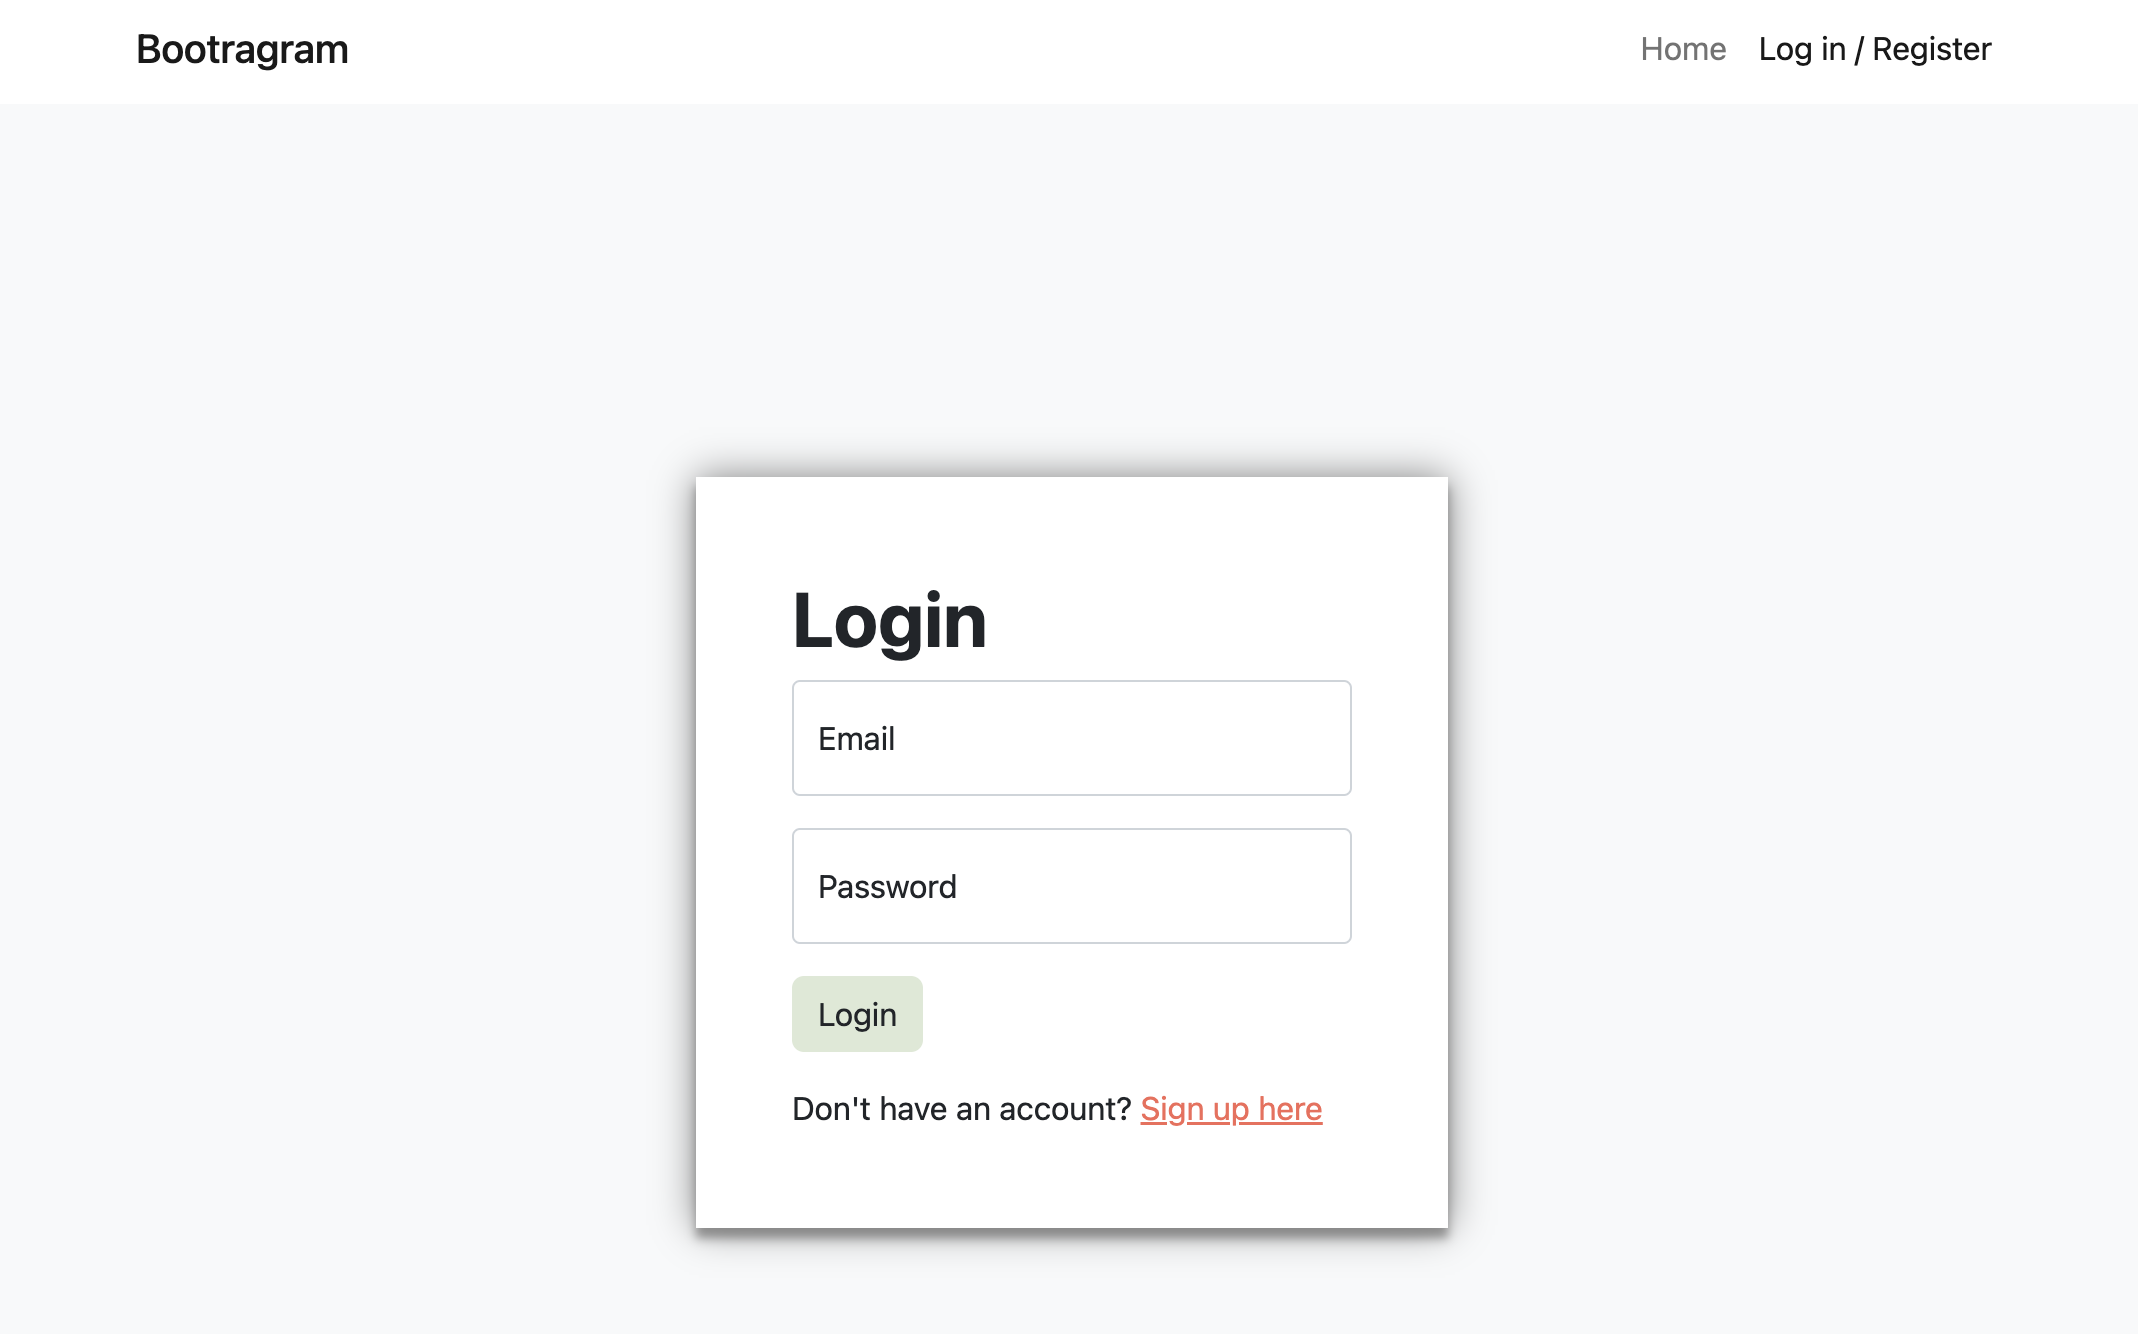 Bootragram
Home Log in / Register
Login
Email
Password
Login
Don't have an account? Sign up here